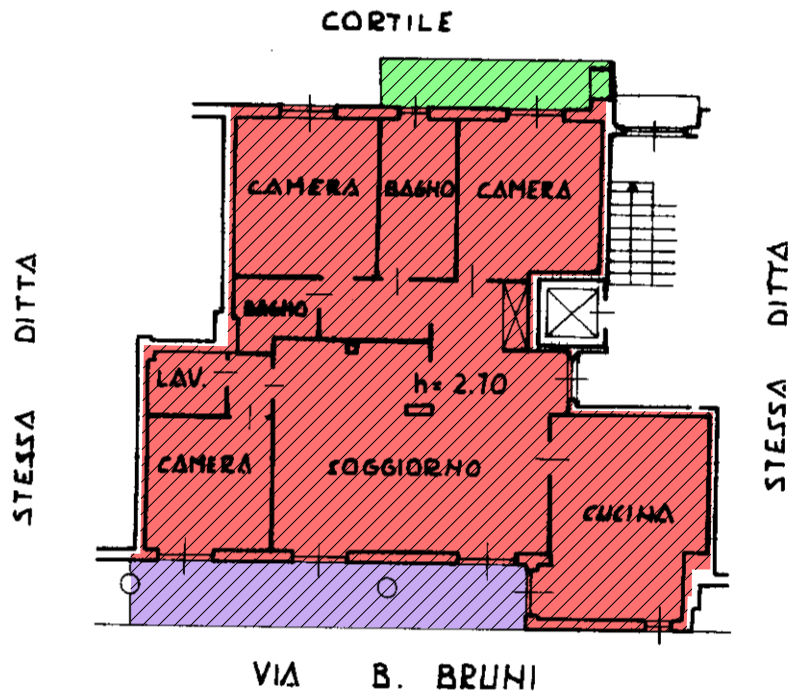 CORTILE
CAMERA
BAGNO
CAMERA
STESSA DITTA
STESSA DITTA
BAGNO
LAV.
h= 2.70
CAMERA
SOGGIORNO
CUCINA
VIA B. BRUNI